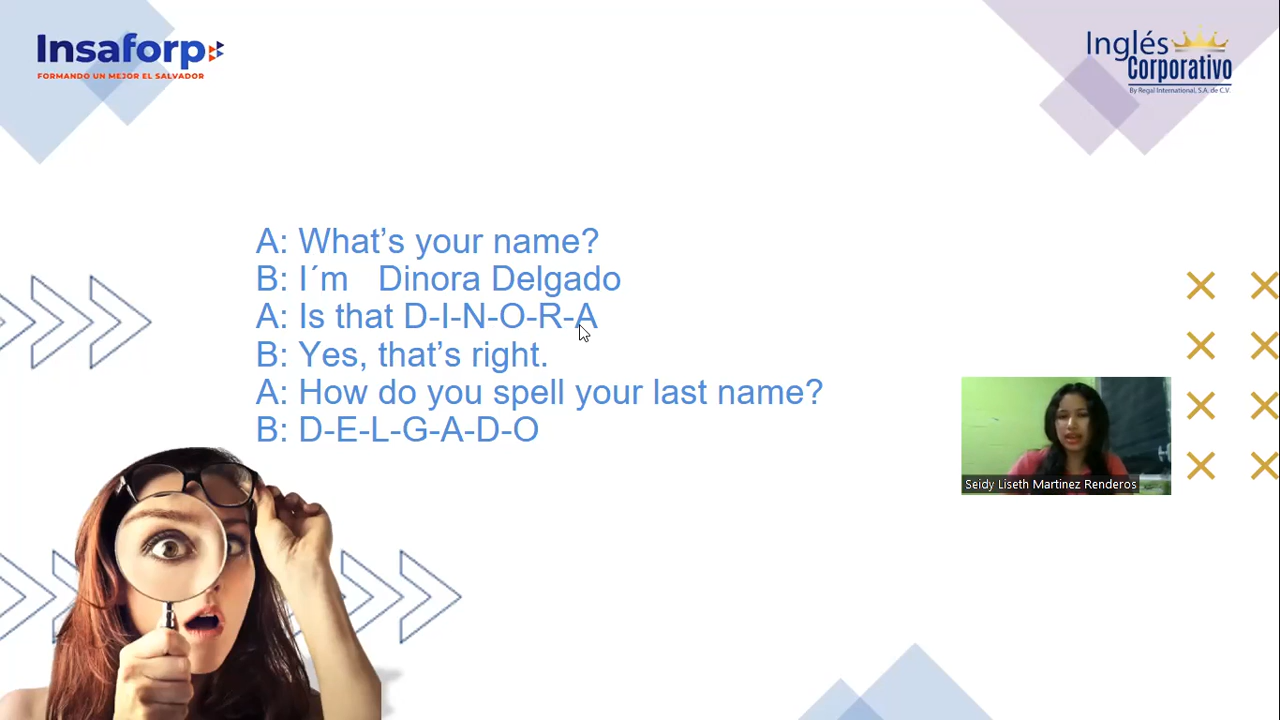 Insaforp
FORMANDO UN MEJOR EL SALVADOR
Inglés
Corporativo
By Regal International, S.A. de C.V.
A: What’s your name?
B: I´m   Dinora Delgado
A: Is that D-I-N-O-R-A
B: Yes, that’s right.
A: How do you spell your last name?
B: D-E-L-G-A-D-O
Seidy Liseth Martinez Renderos